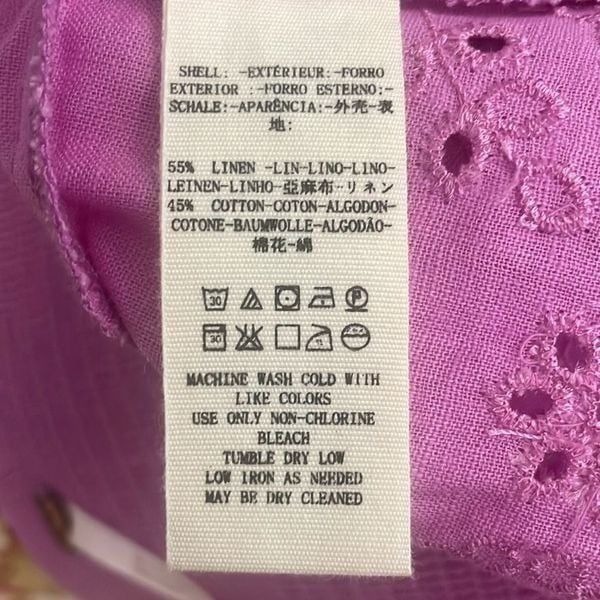 SHELL: -EXTÉRIEUR:-FORRO
EXTERIOR :-FORRO ESTERNO:-
SCHALE:-APARÊNCIA:-外壳-表
地:
55% LINEN -LIN-LINO-LINO-
LEINEN-LINHO-亞麻布-リネン
45% COTTON-COTON-ALGODON-
COTONE-BAUMWOLLE-ALGODÃO-
棉花-綿
30
30
MACHINE WASH COLD WITH
LIKE COLORS
USE ONLY NON-CHLORINE
BLEACH
TUMBLE DRY LOW
LOW IRON AS NEEDED
MAY BE DRY CLEANED